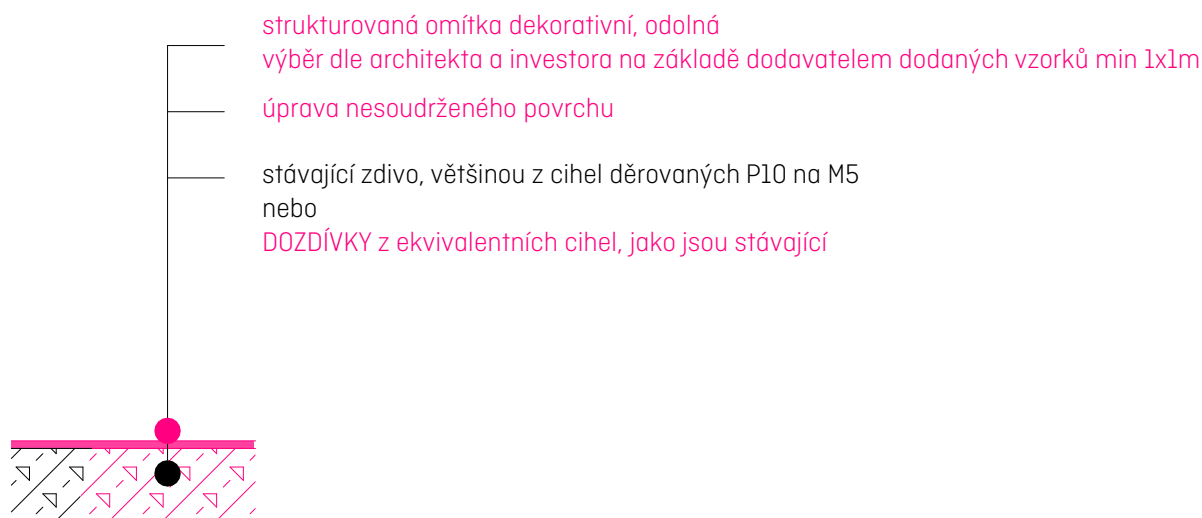 strukturovaná omítka dekorativní, odolná
výběr dle architekta a investora na základě dodavatelem dodaných vzorků min 1x1m
úprava nesoudrženého povrchu
stávající zdivo, většinou z cihel děrovaných P10 na M5
nebo
DOZDÍVKY z ekvivalentních cihel, jako jsou stávající